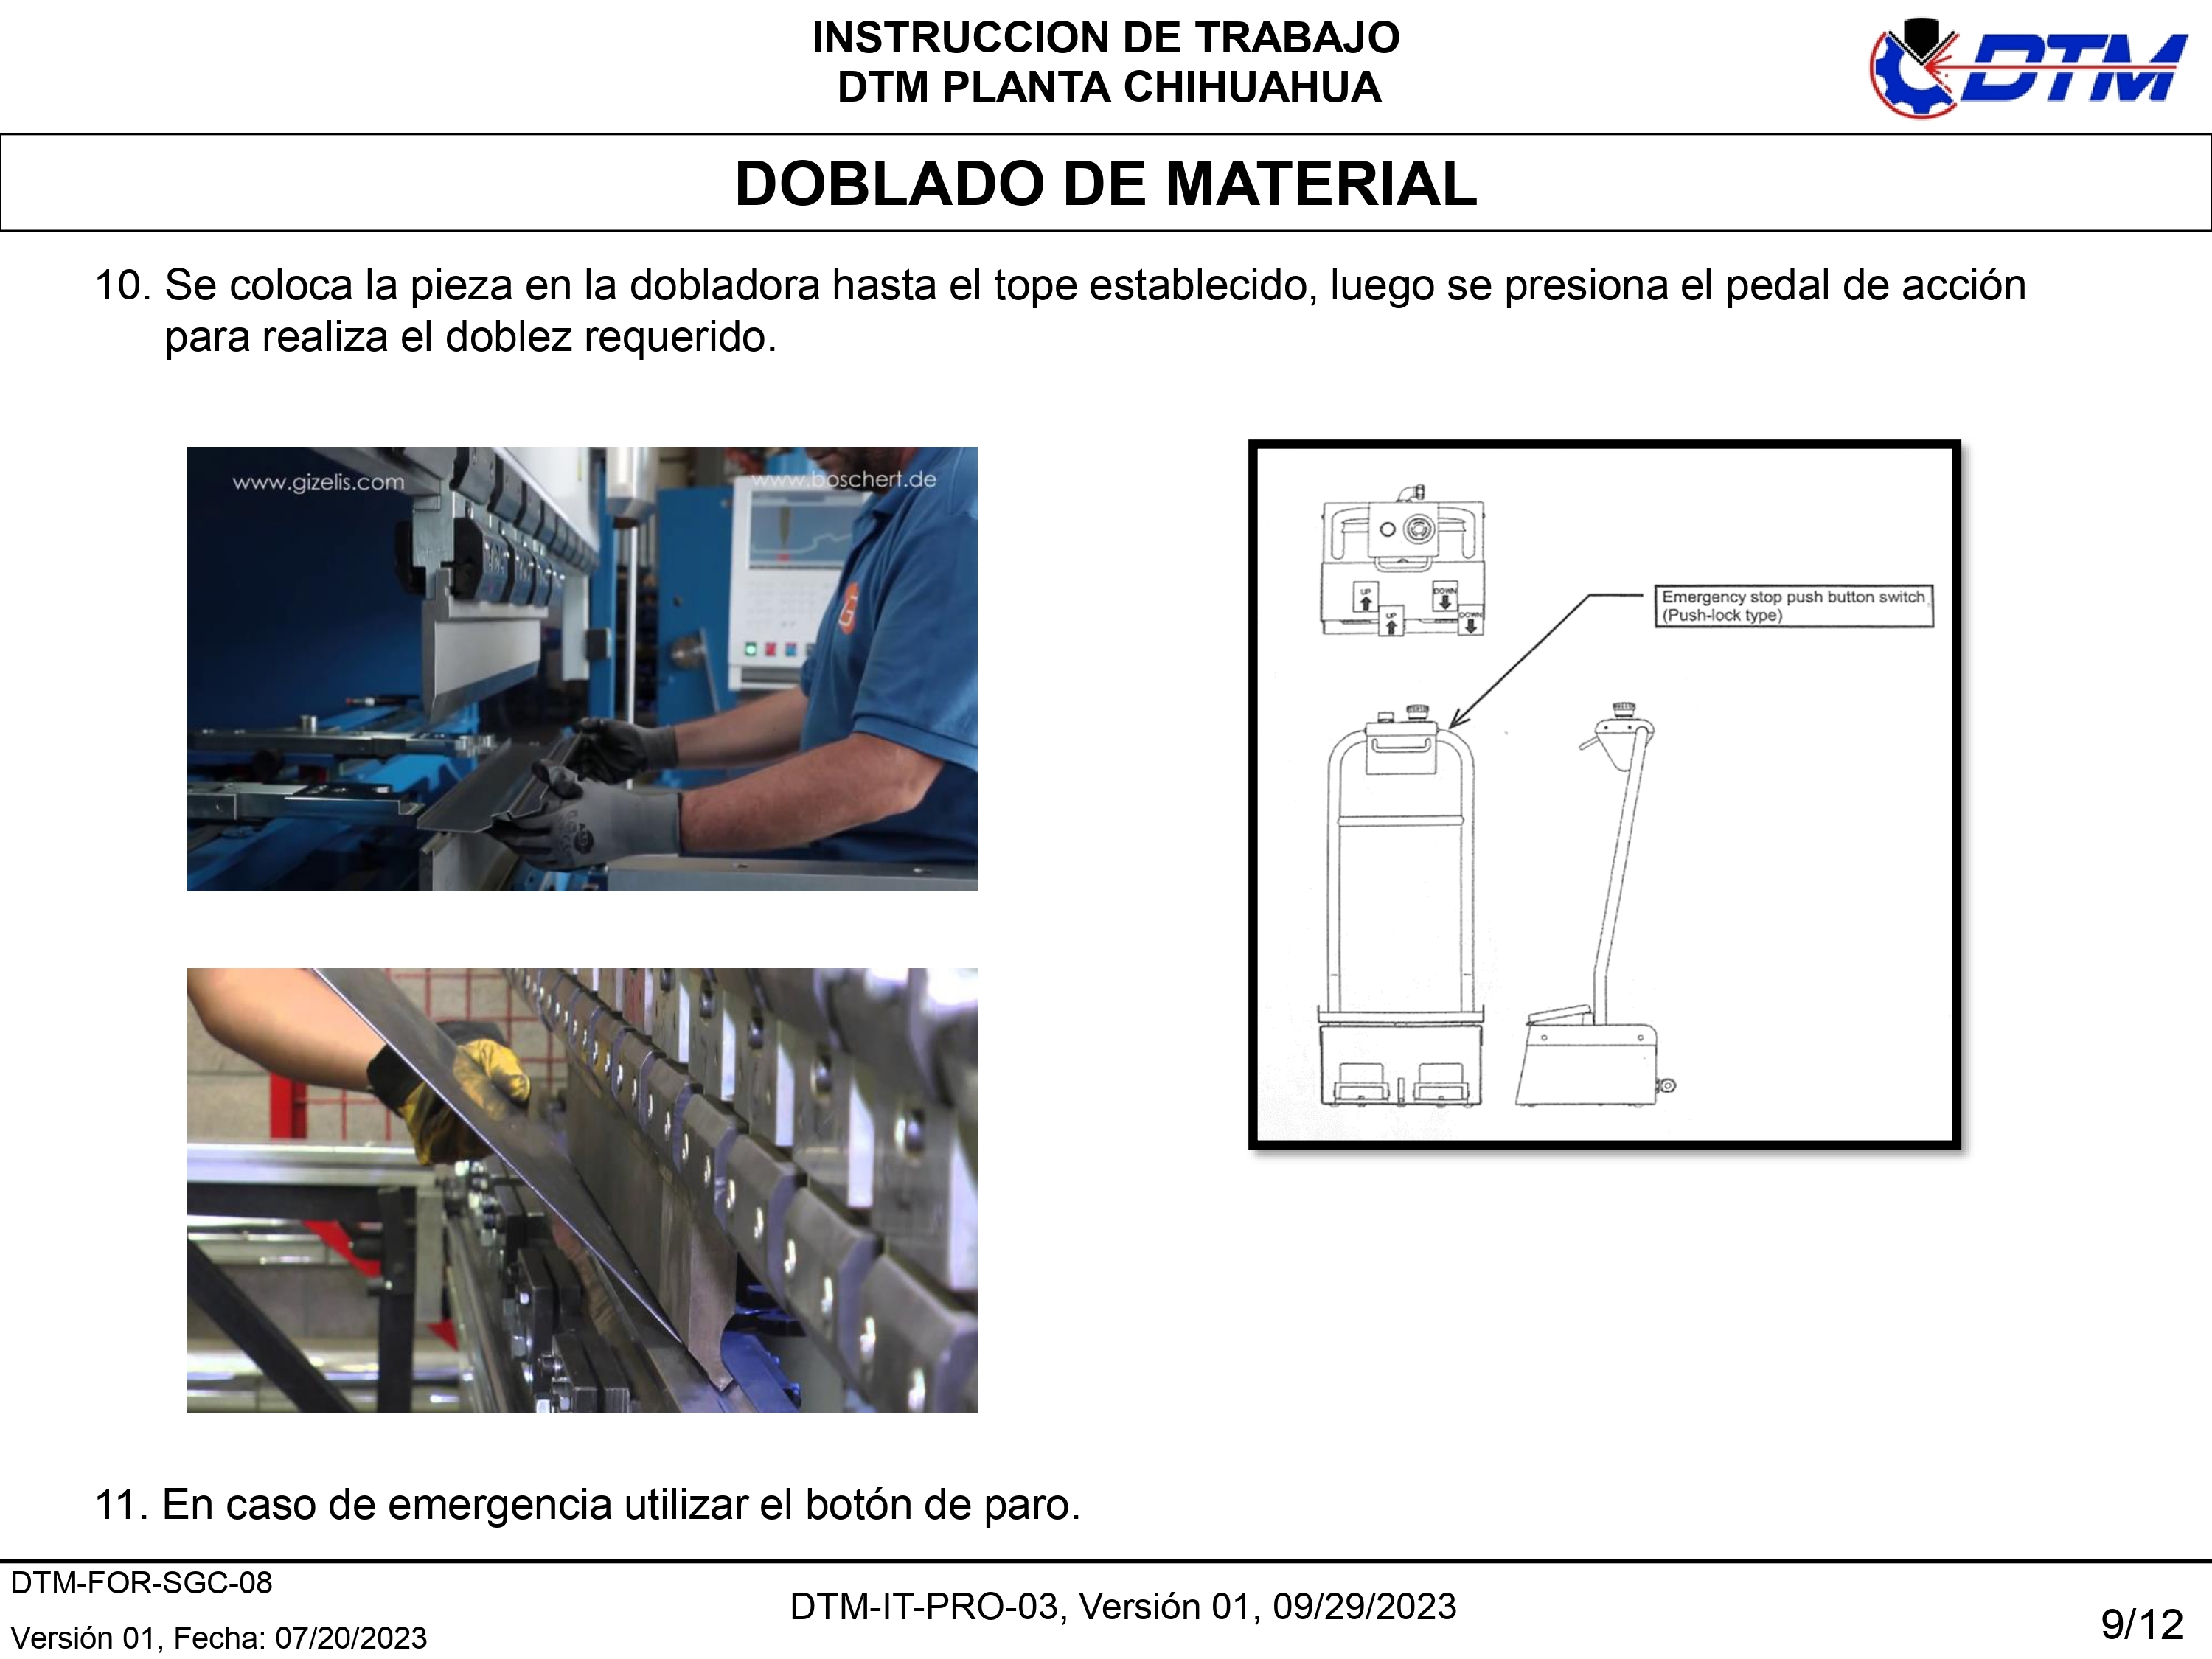 INSTRUCCION DE TRABAJO
DTM PLANTA CHIHUAHUA
DTM
DOBLADO DE MATERIAL
10. Se coloca la pieza en la dobladora hasta el tope establecido, luego se presiona el pedal de acción
para realiza el doblez requerido.
www.gizelis.com
www.boschert.de
UP
DOWN
UP
DOWN
Emergency stop push button switch
(Push-lock type)
11. En caso de emergencia utilizar el botón de paro.
DTM-FOR-SGC-08
Versión 01, Fecha: 07/20/2023
DTM-IT-PRO-03, Versión 01, 09/29/2023
9/12